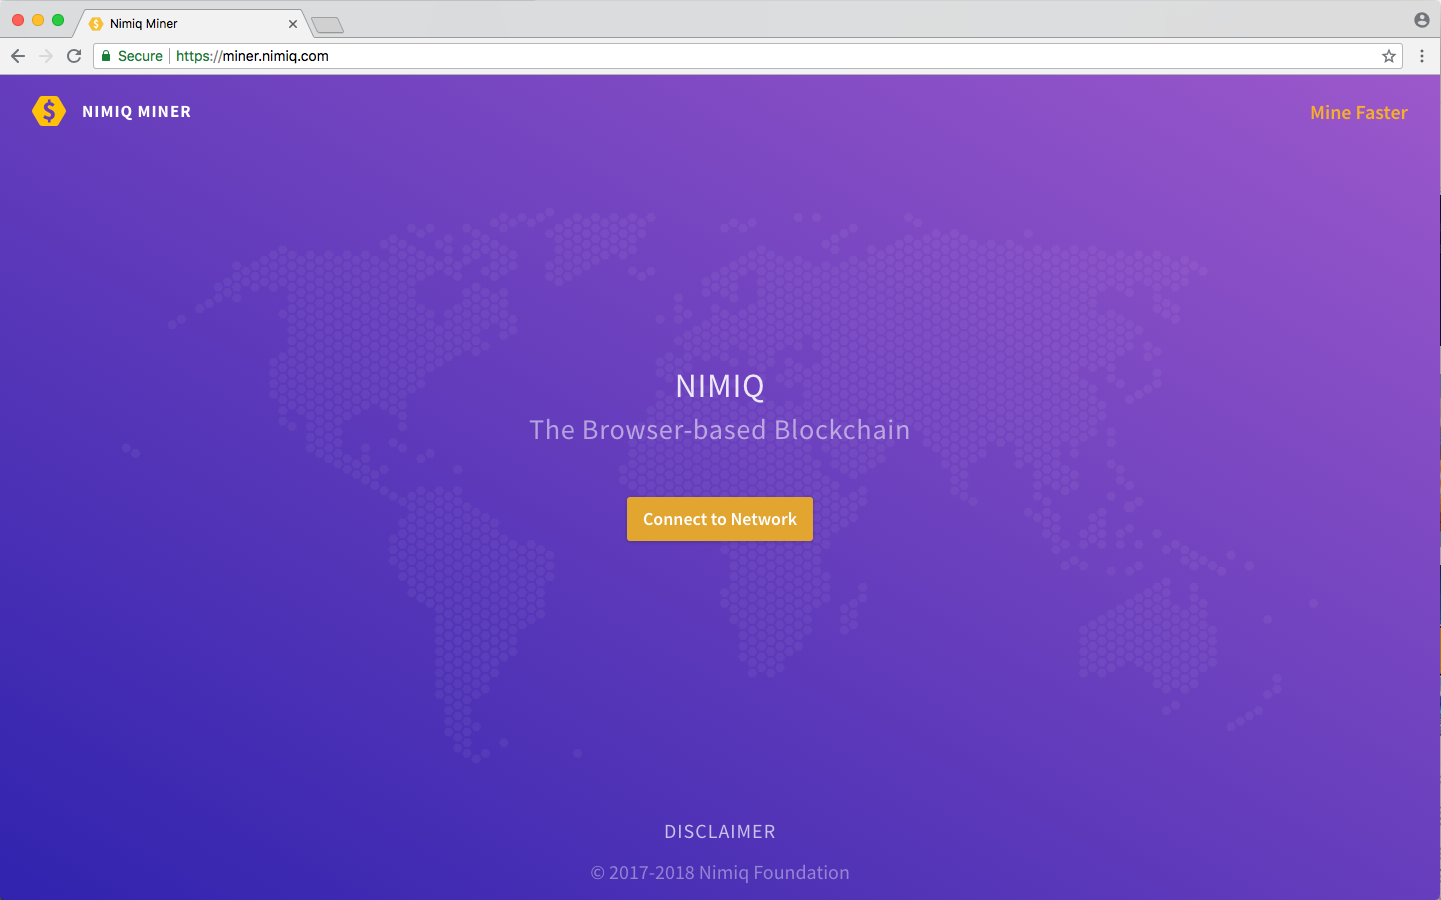 Nimiq Miner
Secure https://miner.nimiq.com
$ NIMIQ MINER
Mine Faster
NIMIQ
The Browser-based Blockchain
Connect to Network
DISCLAIMER
© 2017-2018 Nimiq Foundation